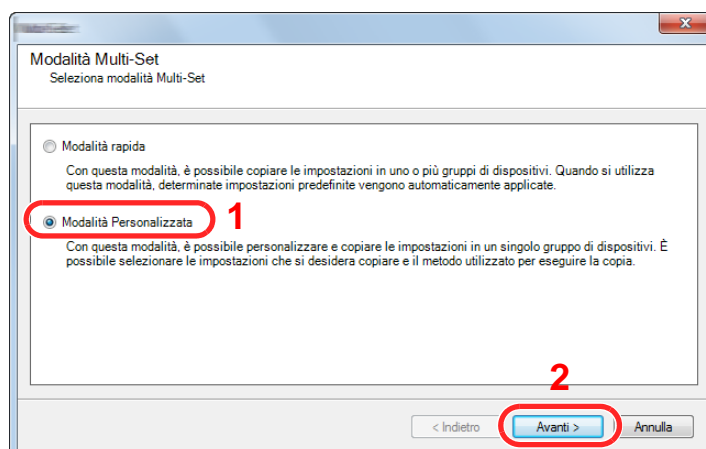 Modalità Multi-Set
Seleziona modalità Multi-Set
Modalità rapida
Con questa modalità, è possibile copiare le impostazioni in uno o più gruppi di dispositivi. Quando si utilizza
questa modalità, determinate impostazioni predefinite vengono automaticamente applicate.
Modalità Personalizzata 1
Con questa modalità, è possibile personalizzare e copiare le impostazioni in un singolo gruppo di dispositivi. È
possibile selezionare le impostazioni che si desidera copiare e il metodo utilizzato per eseguire la copia.
2
< Indietro Avanti > Annulla